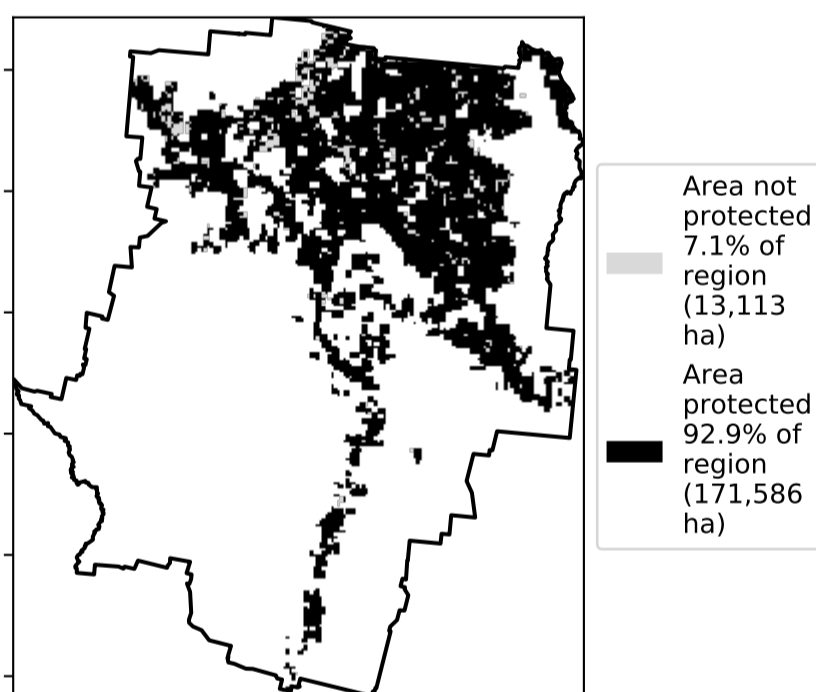 Area not
protected
7.1% of
region
(13,113
ha)
Area
protected
92.9% of
region
(171,586
ha)